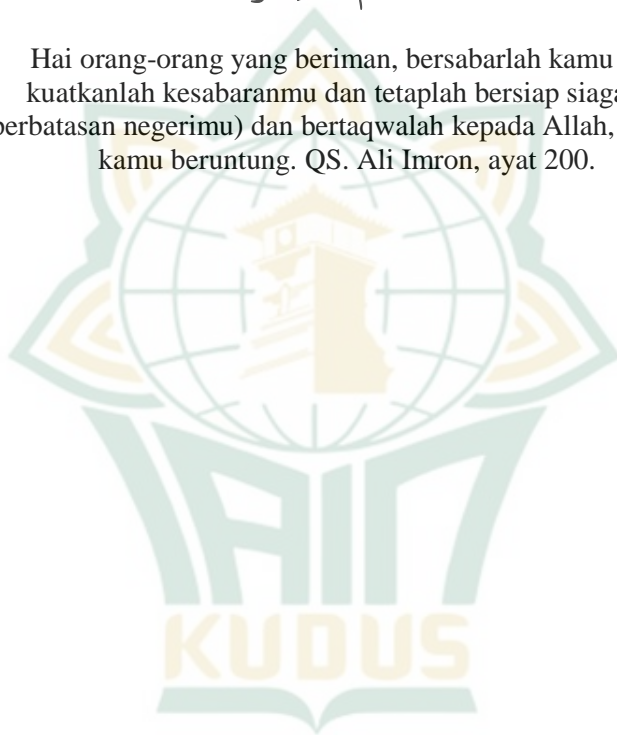 Hai orang-orang yang beriman, bersabarlah kamu
kuatkanlah kesabaranmu dan tetaplah bersiap siaga
perbatasan negerimu) dan bertaqwalah kepada Allah,
kamu beruntung. QS. Ali Imron, ayat 200.
IAIN
KUDUS